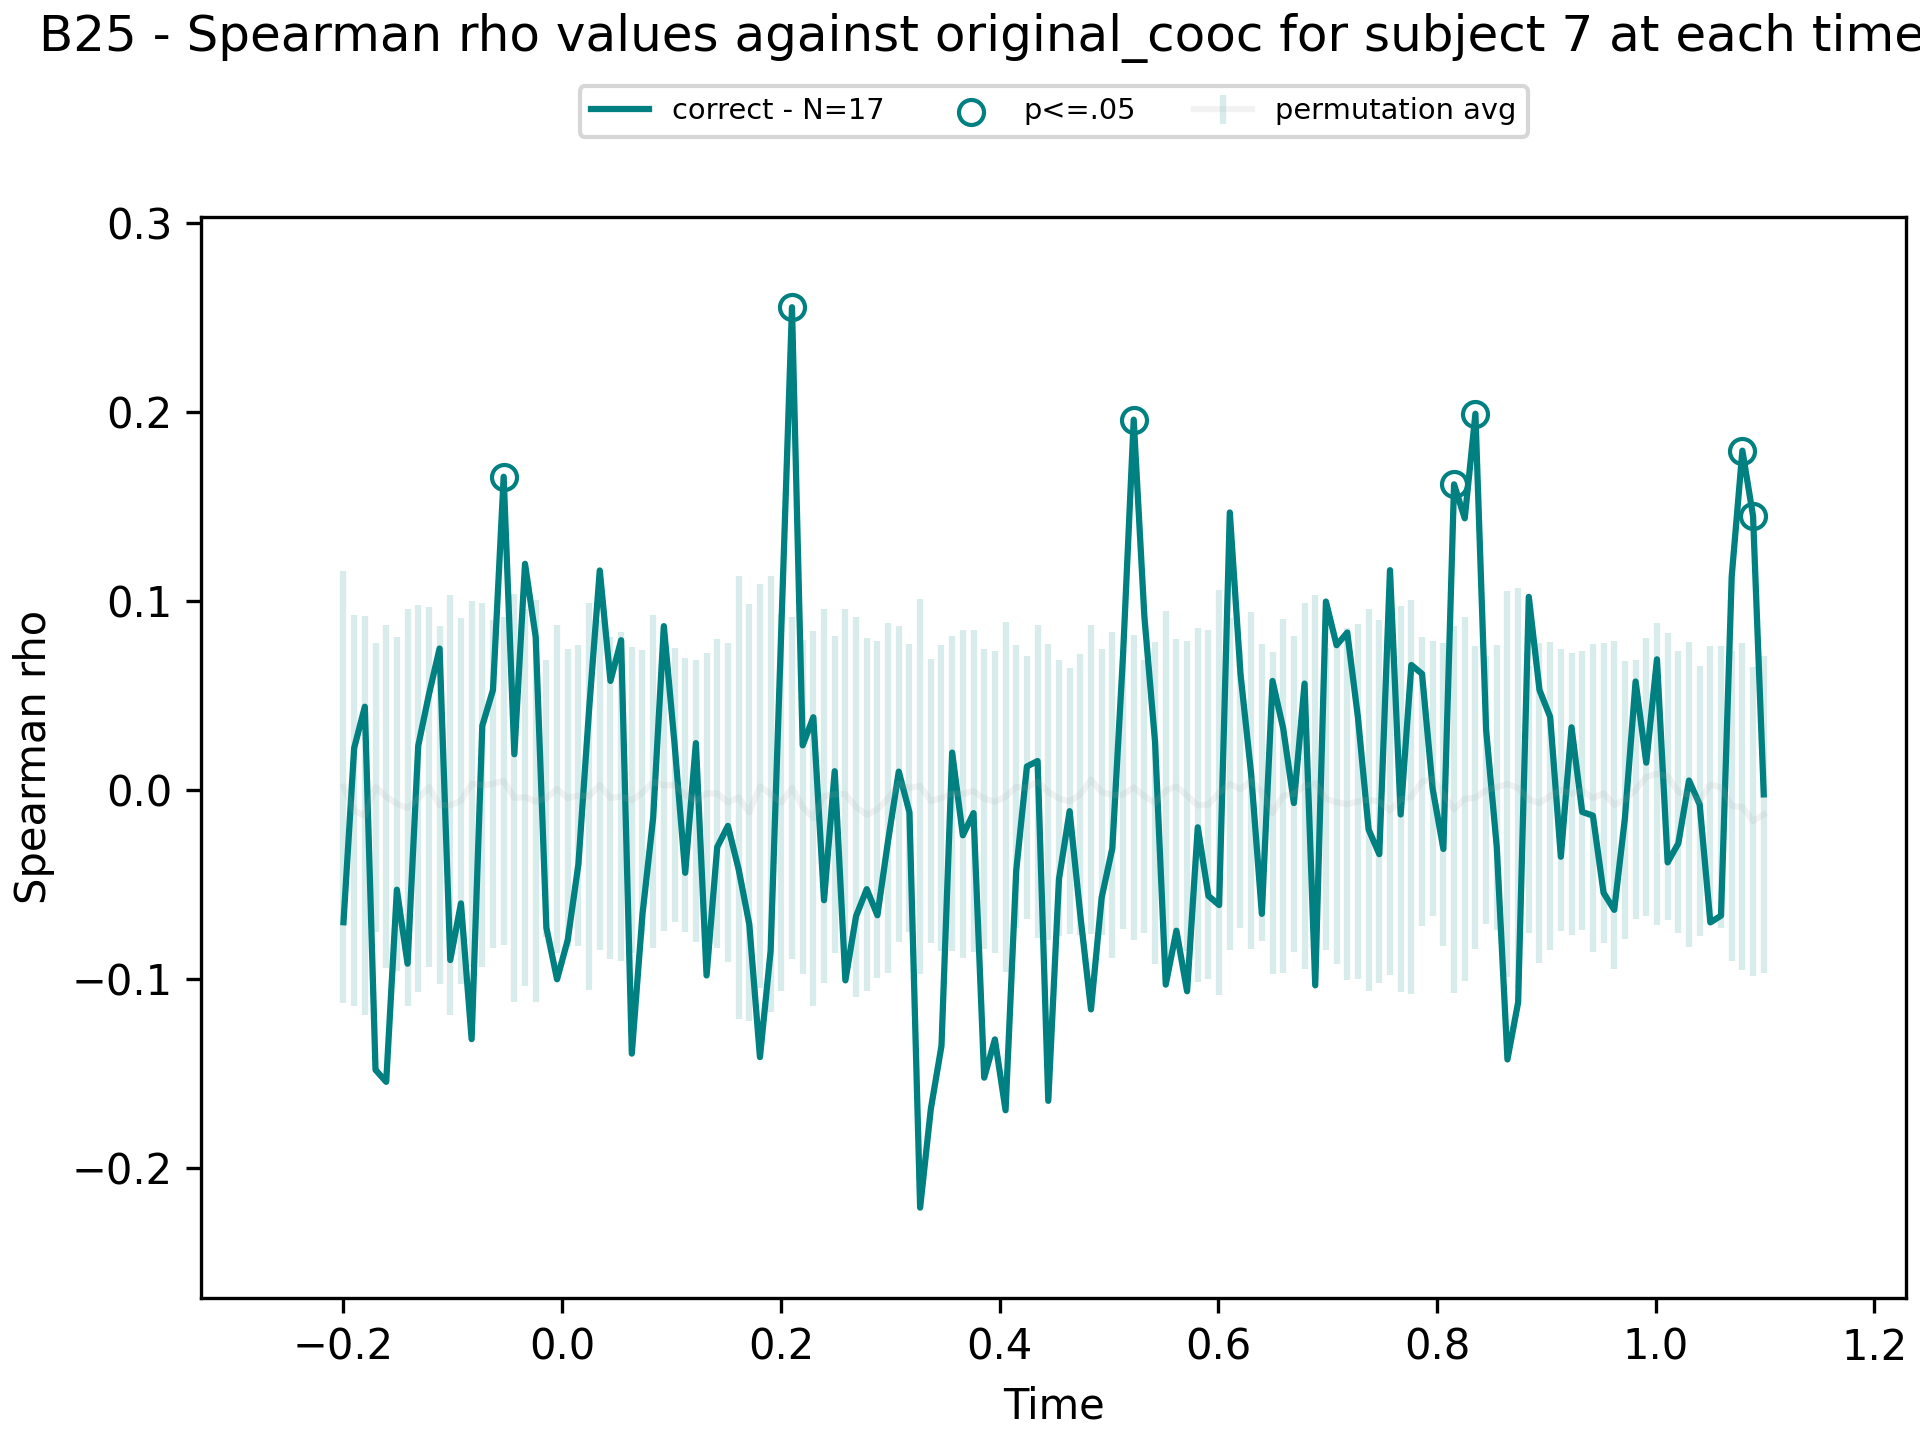 B25 - Spearman rho values against original_cooc for subject 7 at each time
correct - N=17 p<=.05 permutation avg
0.3
0.2
0.1
0.0
−0.1
−0.2
Spearman rho
−0.2 0.0 0.2 0.4 0.6 0.8 1.0 1.2
Time